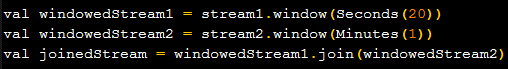 val windowedStream1 = stream1.window(Seconds(20))
val windowedStream2 = stream2.window(Minutes(1))
val joinedStream = windowedStream1.join(windowedStream2)